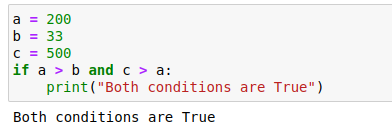 a = 200
b = 33
c = 500
if a > b and c > a:
    print("Both conditions are True")
Both conditions are True